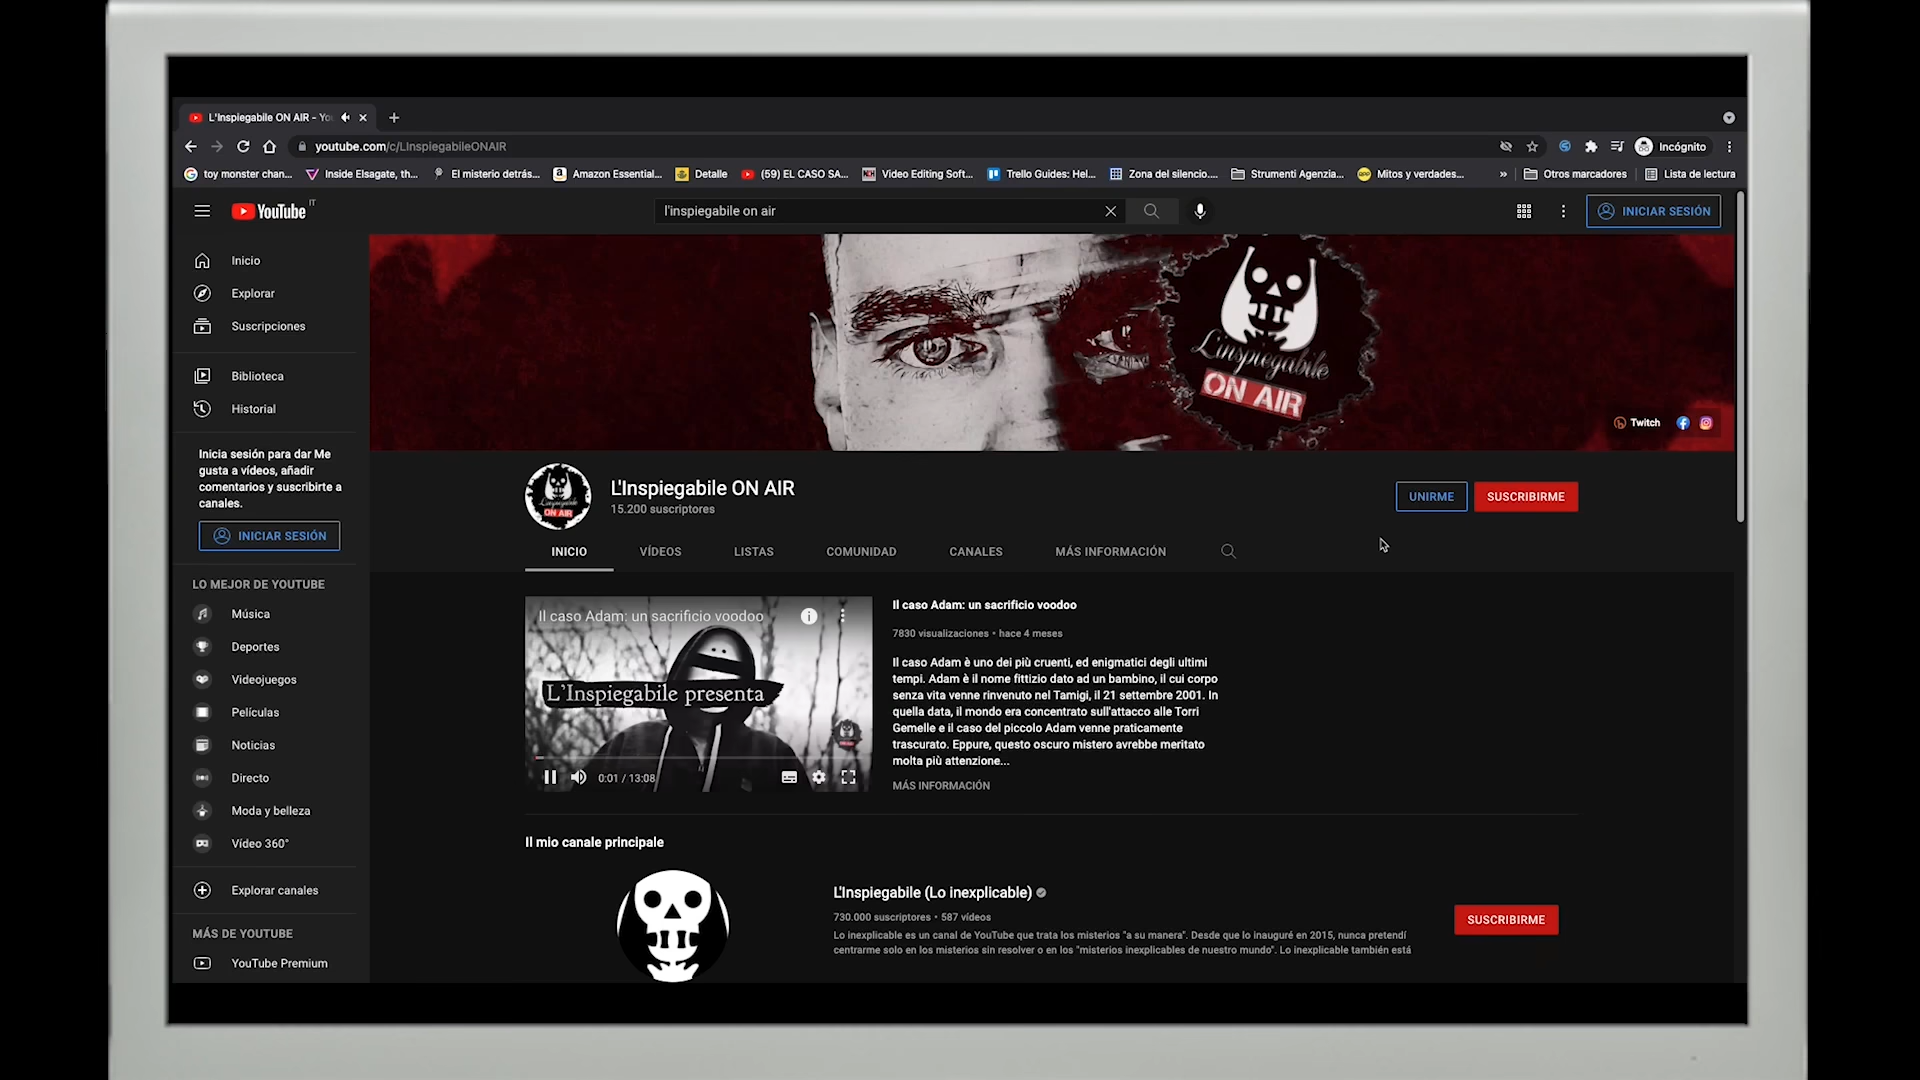 L'Inspiegabile ON AIR - Yo
youtube.com/c/LInspiegabileONAIR
Incógnito
toy monster chan...
Inside Elsagate, th...
El misterio detrás...
Amazon Essential...
Detalle
(59) EL CASO SA...
Video Editing Soft...
Trello Guides: Hel...
Zona del silencio....
Strumenti Agenzia...
Mitos y verdades...
»
Otros marcadores
Lista de lectura
YouTube IT
l'inspiegabile on air
INICIAR SESIÓN
Inicio
Explorar
Suscripciones
Biblioteca
Historial
Inicia sesión para dar Me
gusta a vídeos, añadir
comentarios y suscribirte a
canales.
INICIAR SESIÓN
LO MEJOR DE YOUTUBE
Música
Deportes
Videojuegos
Películas
Noticias
Directo
Moda y belleza
Vídeo 360°
Explorar canales
MÁS DE YOUTUBE
YouTube Premium
L'inspiegabile
ON AIR
Twitch
L'Inspiegabile ON AIR
15.200 suscriptores
UNIRME
SUSCRIBIRME
INICIO
VÍDEOS
LISTAS
COMUNIDAD
CANALES
MÁS INFORMACIÓN
Il caso Adam: un sacrificio voodoo
L'Inspiegabile presenta
0:01 / 13:08
Il caso Adam: un sacrificio voodoo
7830 visualizaciones • hace 4 meses
Il caso Adam è uno dei più cruenti, ed enigmatici degli ultimi
tempi. Adam è il nome fittizio dato ad un bambino, il cui corpo
senza vita venne rinvenuto nel Tamigi, il 21 settembre 2001. In
quella data, il mondo era concentrato sull'attacco alle Torri
Gemelle e il caso del piccolo Adam venne praticamente
trascurato. Eppure, questo oscuro mistero avrebbe meritato
molta più attenzione...
MÁS INFORMACIÓN
Il mio canale principale
L'Inspiegabile (Lo inexplicable)
730.000 suscriptores • 587 vídeos
Lo inexplicable es un canal de YouTube que trata los misterios "a su manera". Desde que lo inauguré en 2015, nunca pretendí
centrarme solo en los misterios sin resolver o en los "misterios inexplicables de nuestro mundo". Lo inexplicable también está
SUSCRIBIRME